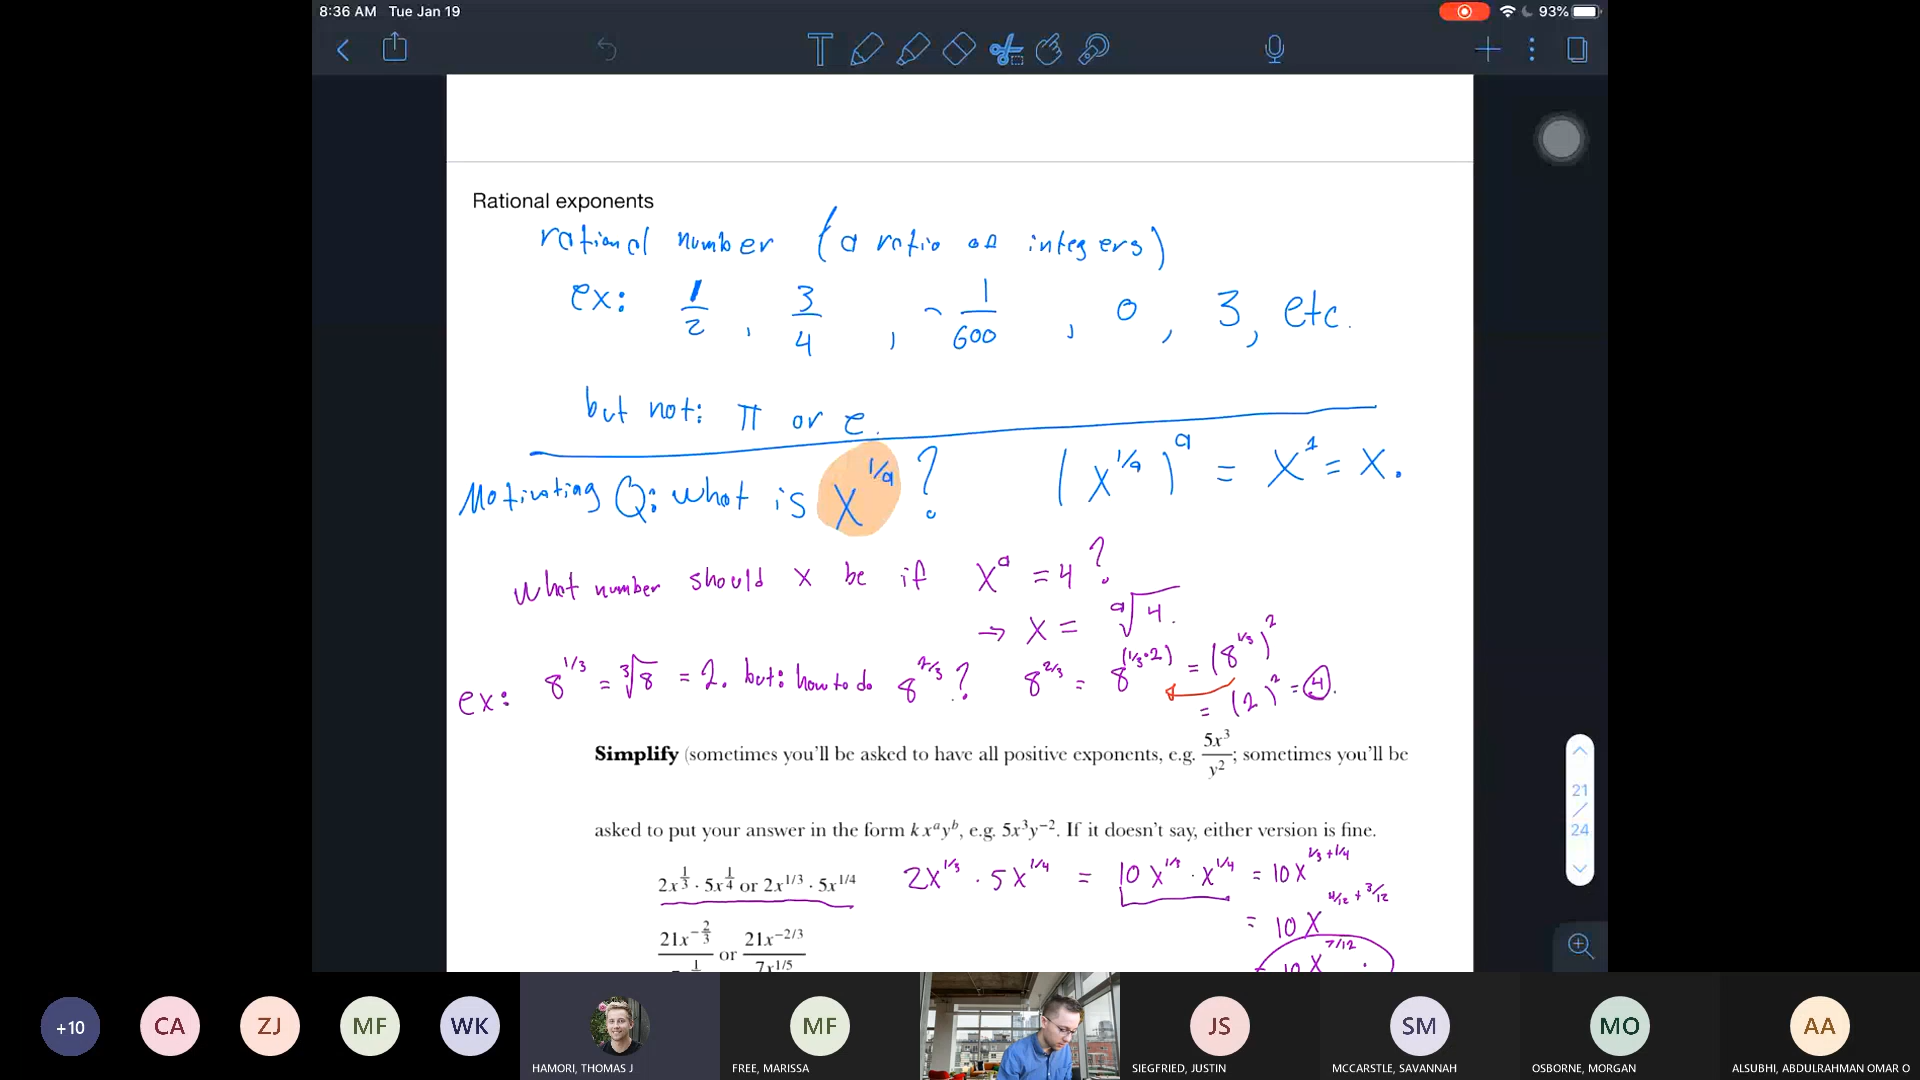 8:36 AM Tue Jan 19
93%
Rational exponents
rational number (a ratio of integers)
ex: 1/2, 3/4, -1/600, 0, 3, etc.
but not: π or e.
Motivating Q: what is x^(1/a)? (x^(1/a))^a = x^1 = x.
what number should x be if x^a = 4?
→ x = ᵃ√4.
ex: 8^(1/3) = ³√8 = 2. but: how to do 8^(2/3)? 8^(2/3) = 8^(1/3·2) = (8^(1/3))^2
= (2)^2 = 4.
Simplify (sometimes you'll be asked to have all positive exponents, e.g. 5x³/y²; sometimes you'll be
asked to put your answer in the form k xᵃyᵇ, e.g. 5x³y⁻². If it doesn't say, either version is fine.
2x^(1/3) · 5x^(1/4) or 2x^(1/3) · 5x^(1/4) 2x^(1/3) · 5x^(1/4) = 10x^(1/3) · x^(1/4) = 10x^(1/3+1/4)
= 10x^(4/12+3/12)
21x^(-2/3) or 21x^(-2/3)/7x^(1/5)
10x^(7/12).
21
/
24
+10
CA
ZJ
MF
WK
HAMORI, THOMAS J
MF
FREE, MARISSA
JS
SIEGFRIED, JUSTIN
SM
MCCARSTLE, SAVANNAH
MO
OSBORNE, MORGAN
AA
ALSUBHI, ABDULRAHMAN OMAR O